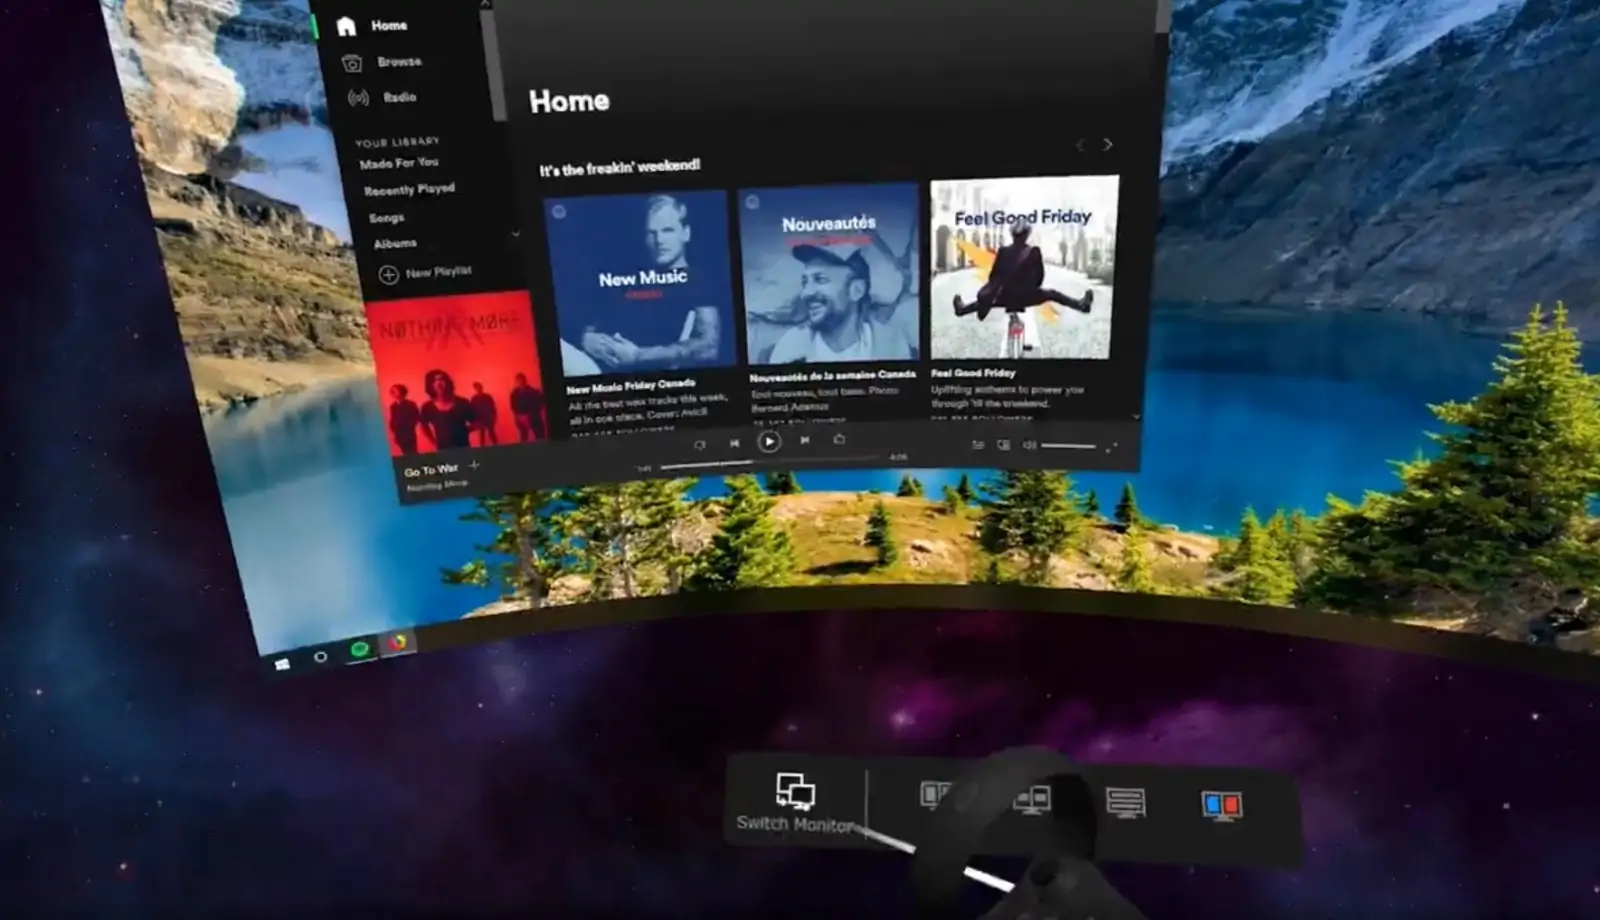 Home
Browse
Radio
YOUR LIBRARY
Made For You
Recently Played
Songs
Albums
New Playlist
NOTHING MORE
Go To War
Nothing More
Home
It's the freakin' weekend!
New Music
Nouveautés
Feel Good Friday
New Music Friday Canada
All the best new tracks this week,
all in one place. Cover: Avicii
Nouveautés de la semaine Canada
Tout nouveau, tout beau. Photo:
Bernard Adamus
Feel Good Friday
Uplifting anthems to power you
through 'till the weekend.
4:05
Switch Monitor